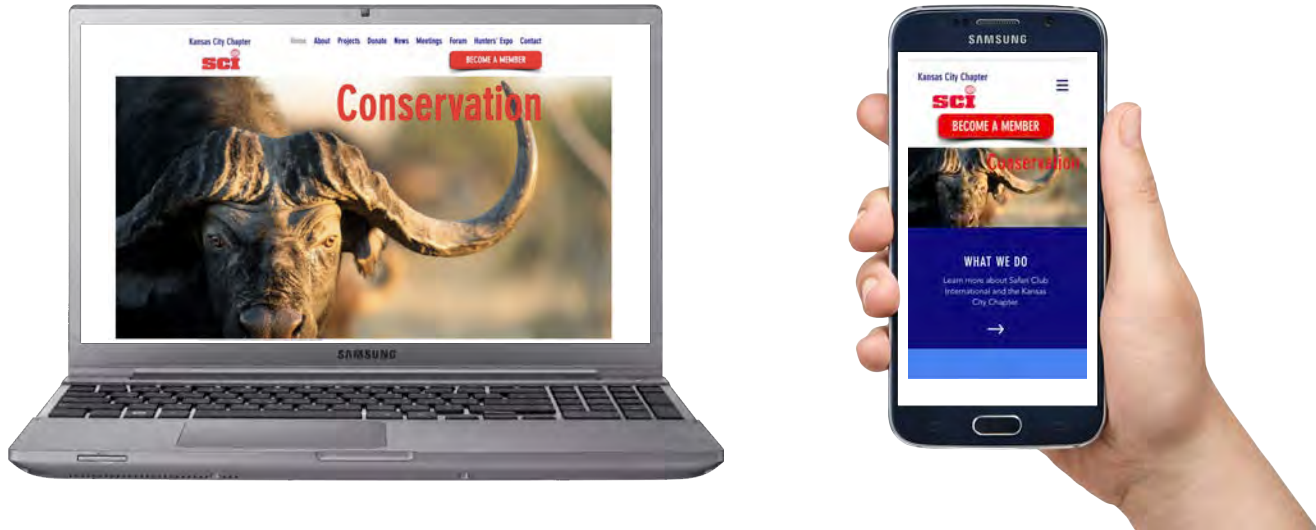 Kansas City Chapter
sci
Home About Projects Donate News Meetings Forum Hunters' Expo Contact
BECOME A MEMBER
Conservation
SAMSUNG
SAMSUNG
Kansas City Chapter
sci
BECOME A MEMBER
Conservation
WHAT WE DO
Learn more about Safari Club
International and the Kansas
City Chapter